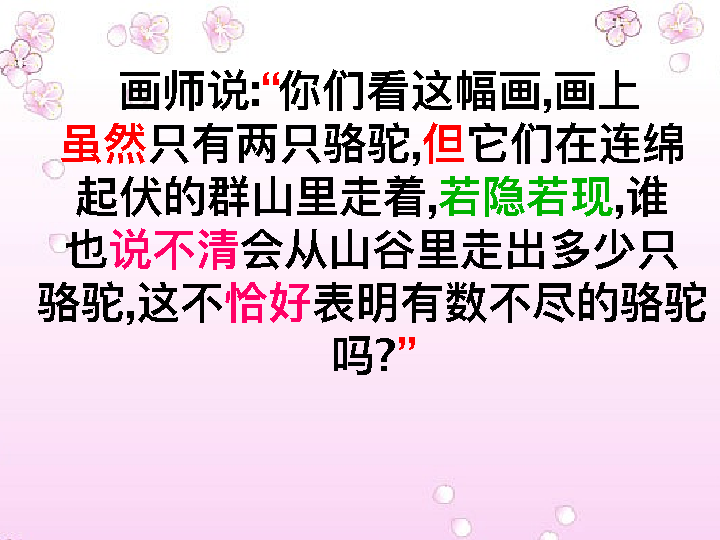 画师说:“你们看这幅画,画上
虽然只有两只骆驼,但它们在连绵
起伏的群山里走着,若隐若现,谁
也说不清会从山谷里走出多少只
骆驼,这不恰好表明有数不尽的骆驼
吗?”